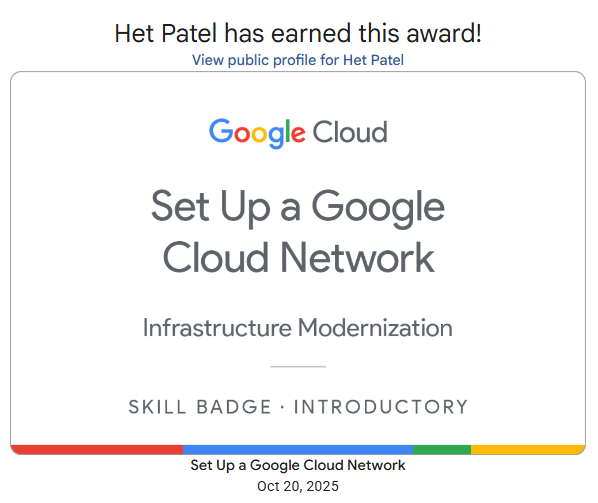 Het Patel has earned this award!
View public profile for Het Patel
Google Cloud
Set Up a Google
Cloud Network
Infrastructure Modernization
SKILL BADGE · INTRODUCTORY
Set Up a Google Cloud Network
Oct 20, 2025